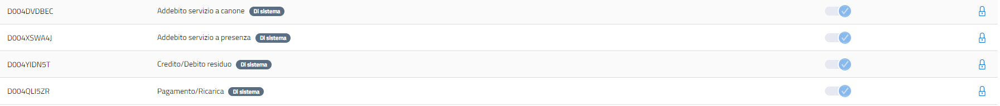 D004DVDBEC Addebito servizio a canone Di sistema
D004XSWA4J Addebito servizio a presenza Di sistema
D004YIDN5T Credito/Debito residuo Di sistema
D004QLI5ZR Pagamento/Ricarica Di sistema